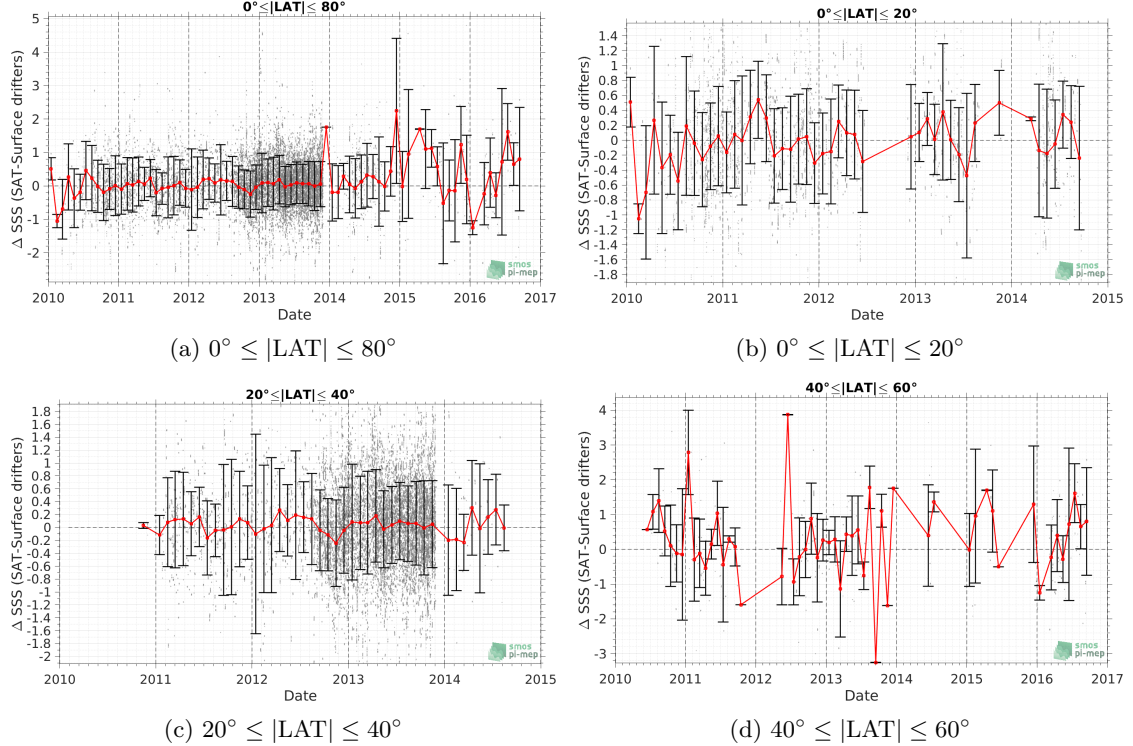 0°≤|LAT|≤ 80°
Δ SSS (SAT-Surface drifters)
5
4
3
2
1
0
-1
-2
smos
pi-mep
2010 2011 2012 2013 2014 2015 2016 2017
Date
(a) 0° ≤ |LAT| ≤ 80°
0°≤|LAT|≤ 20°
Δ SSS (SAT-Surface drifters)
1.4
1.2
1
0.8
0.6
0.4
0.2
0
-0.2
-0.4
-0.6
-0.8
-1
-1.2
-1.4
-1.6
-1.8
smos
pi-mep
2010 2011 2012 2013 2014 2015
Date
(b) 0° ≤ |LAT| ≤ 20°
20°≤|LAT|≤ 40°
Δ SSS (SAT-Surface drifters)
1.8
1.6
1.4
1.2
1
0.8
0.6
0.4
0.2
0
-0.2
-0.4
-0.6
-0.8
-1
-1.2
-1.4
-1.6
-1.8
-2
smos
pi-mep
2010 2011 2012 2013 2014 2015
Date
(c) 20° ≤ |LAT| ≤ 40°
40°≤|LAT|≤ 60°
Δ SSS (SAT-Surface drifters)
4
3
2
1
0
-1
-2
-3
smos
pi-mep
2010 2011 2012 2013 2014 2015 2016 2017
Date
(d) 40° ≤ |LAT| ≤ 60°